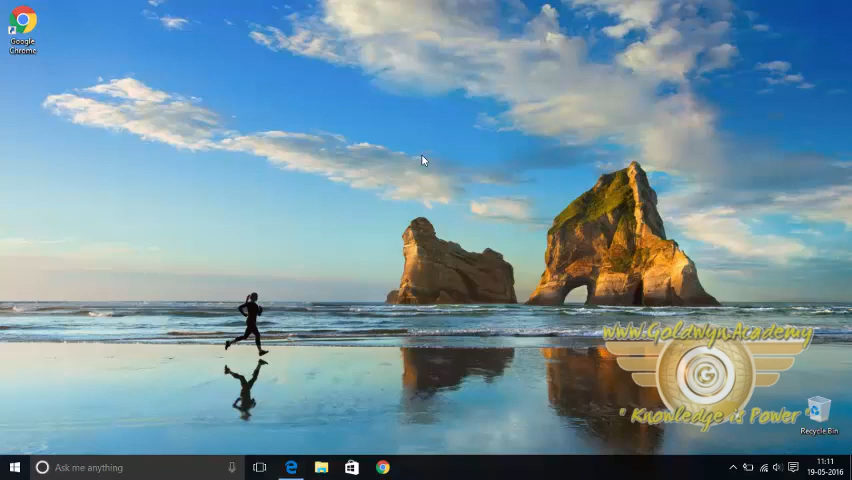 Google
Chrome
www.GoldwynAcademy
G
" Knowledge is Power "
Recycle Bin
Ask me anything
11:11
19-05-2016